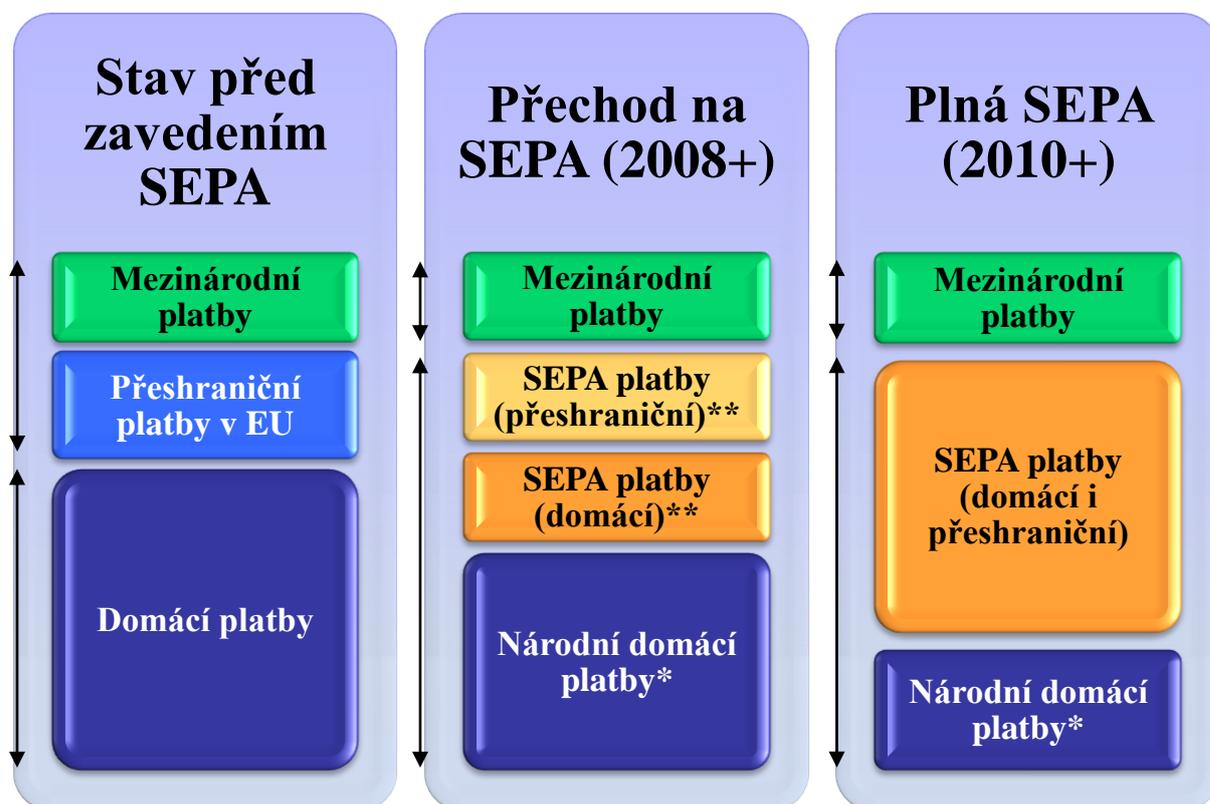 Stav před
zavedením
SEPA
Mezinárodní
platby
Přeshraniční
platby v EU
Domácí platby
Přechod na
SEPA (2008+)
Mezinárodní
platby
SEPA platby
(přeshraniční)**
SEPA platby
(domácí)**
Národní domácí
platby*
Plná SEPA
(2010+)
Mezinárodní
platby
SEPA platby
(domácí i
přeshraniční)
Národní domácí
platby*